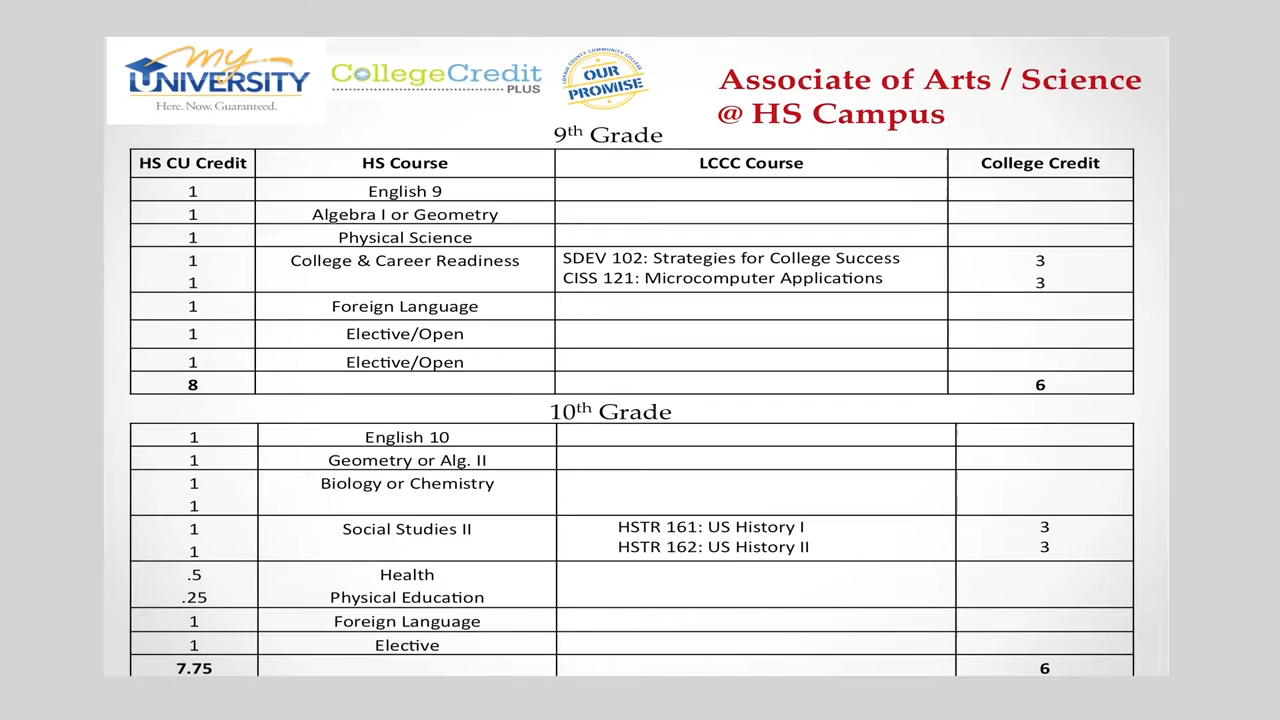 my
UNIVERSITY
Here. Now. Guaranteed.
CollegeCredit
PLUS
LORAIN COUNTY COMMUNITY COLLEGE
OUR
PROMISE
Associate of Arts / Science
@ HS Campus
9th Grade
HS CU Credit HS Course LCCC Course College Credit
1 English 9
1 Algebra I or Geometry
1 Physical Science
1 College & Career Readiness SDEV 102: Strategies for College Success 3
1 CISS 121: Microcomputer Applications 3
1 Foreign Language
1 Elective/Open
1 Elective/Open
8 6
10th Grade
1 English 10
1 Geometry or Alg. II
1 Biology or Chemistry
1
1 Social Studies II HSTR 161: US History I 3
1 HSTR 162: US History II 3
.5 Health
.25 Physical Education
1 Foreign Language
1 Elective
7.75 6